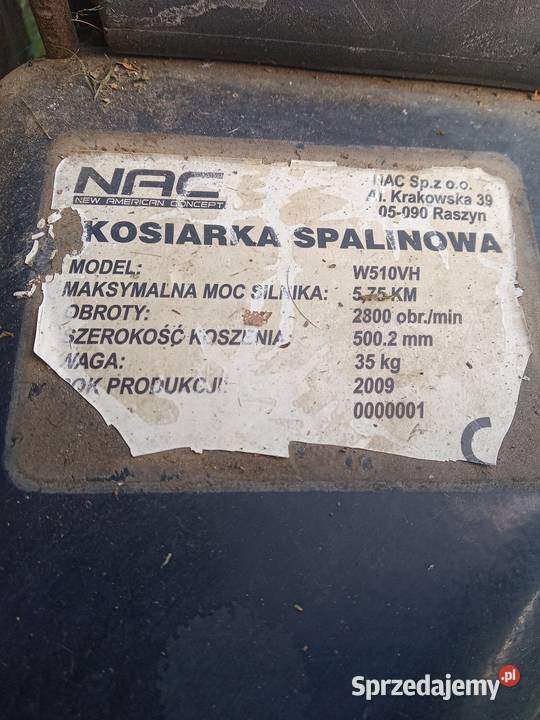 NAC
NEW AMERICAN CONCEPT
NAC Sp.z o.o.
Al. Krakowska 39
05-090 Raszyn
KOSIARKA SPALINOWA
MODEL: W510VH
MAKSYMALNA MOC SILNIKA: 5,75 KM
OBROTY: 2800 obr./min
SZEROKOŚĆ KOSZENIA: 500.2 mm
WAGA: 35 kg
ROK PRODUKCJI: 2009
0000001
Sprzedajemy.pl